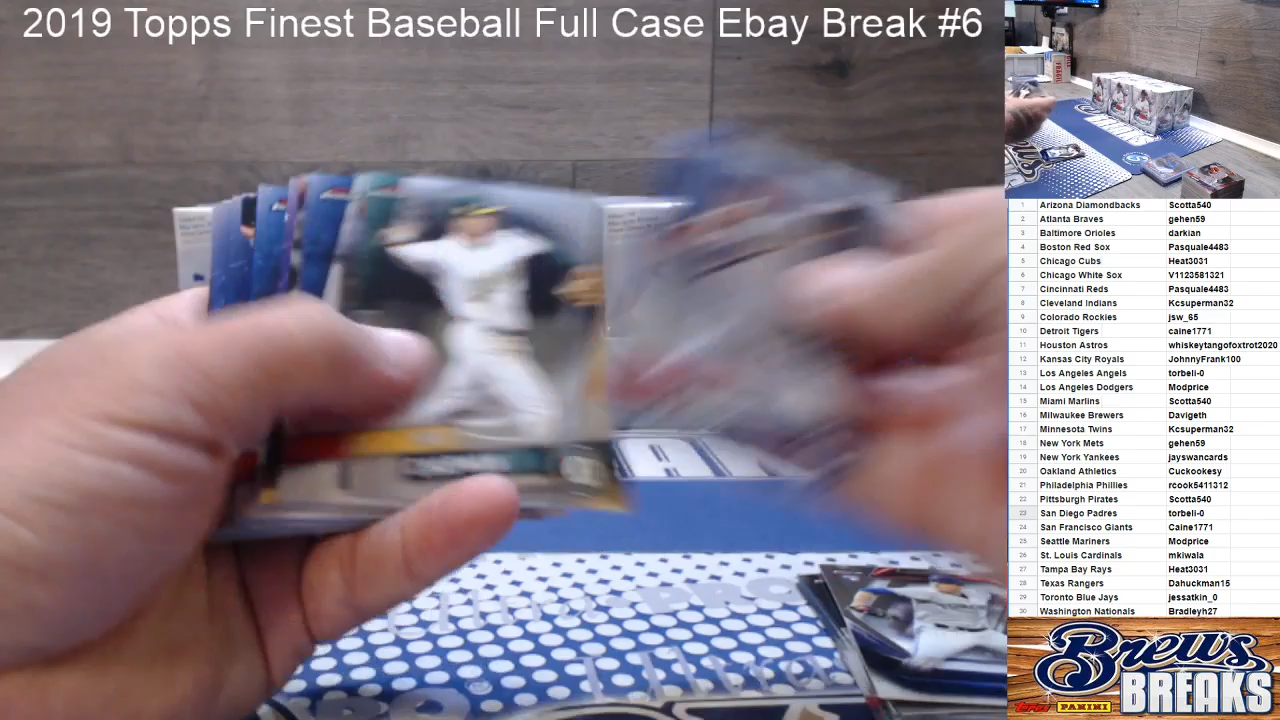 2019 Topps Finest Baseball Full Case Ebay Break #6
1 Arizona Diamondbacks Scotta540
2 Atlanta Braves gehen59
3 Baltimore Orioles darkian
4 Boston Red Sox Pasquale4483
5 Chicago Cubs Heat3031
6 Chicago White Sox V1123581321
7 Cincinnati Reds Pasquale4483
8 Cleveland Indians Kcsuperman32
9 Colorado Rockies jsw_65
10 Detroit Tigers caine1771
11 Houston Astros whiskeytangofoxtrot2020
12 Kansas City Royals JohnnyFrank100
13 Los Angeles Angels torbeli-0
14 Los Angeles Dodgers Modprice
15 Miami Marlins Scotta540
16 Milwaukee Brewers Davigeth
17 Minnesota Twins Kcsuperman32
18 New York Mets gehen59
19 New York Yankees jayswancards
20 Oakland Athletics Cuckookesy
21 Philadelphia Phillies rcook5411312
22 Pittsburgh Pirates Scotta540
23 San Diego Padres torbeli-0
24 San Francisco Giants Caine1771
25 Seattle Mariners Modprice
26 St. Louis Cardinals mkiwala
27 Tampa Bay Rays Heat3031
28 Texas Rangers Dahuckman15
29 Toronto Blue Jays jessatkin_0
30 Washington Nationals Bradleyh27
Brews
BREAKS
Topps PANINI